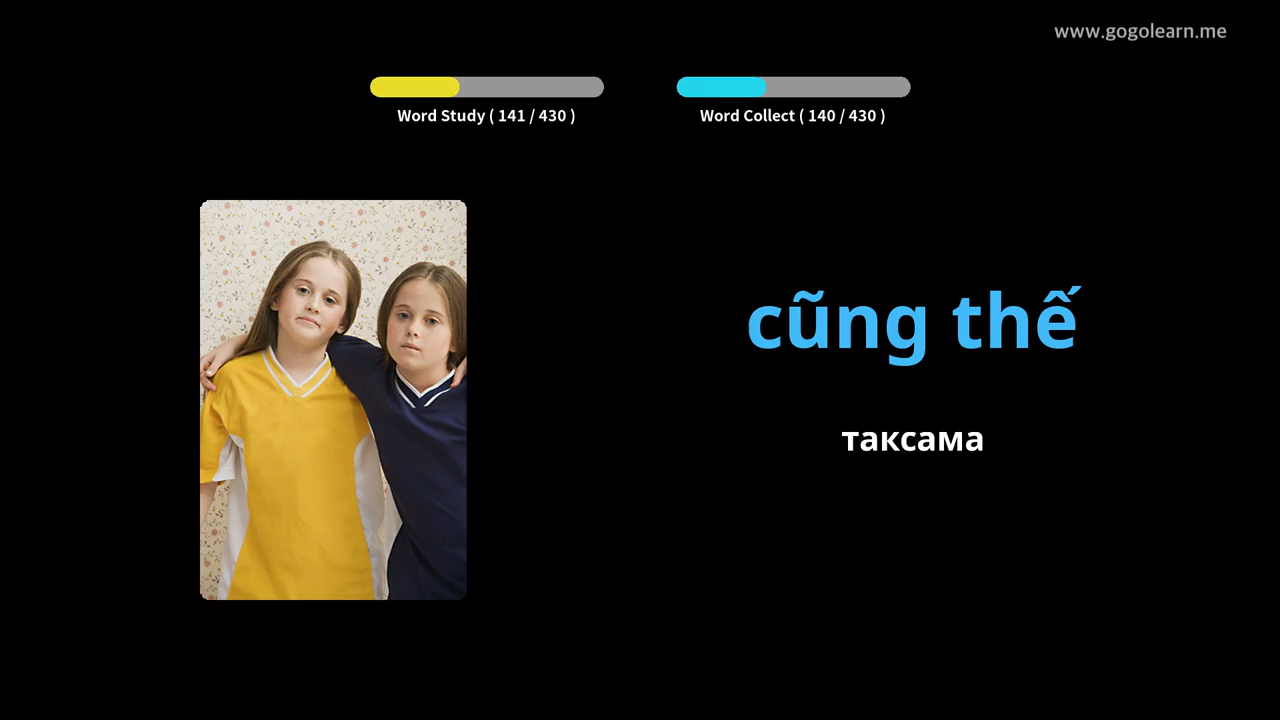 www.gogolearn.me
Word Study ( 141 / 430 )
Word Collect ( 140 / 430 )
cũng thế
таксама